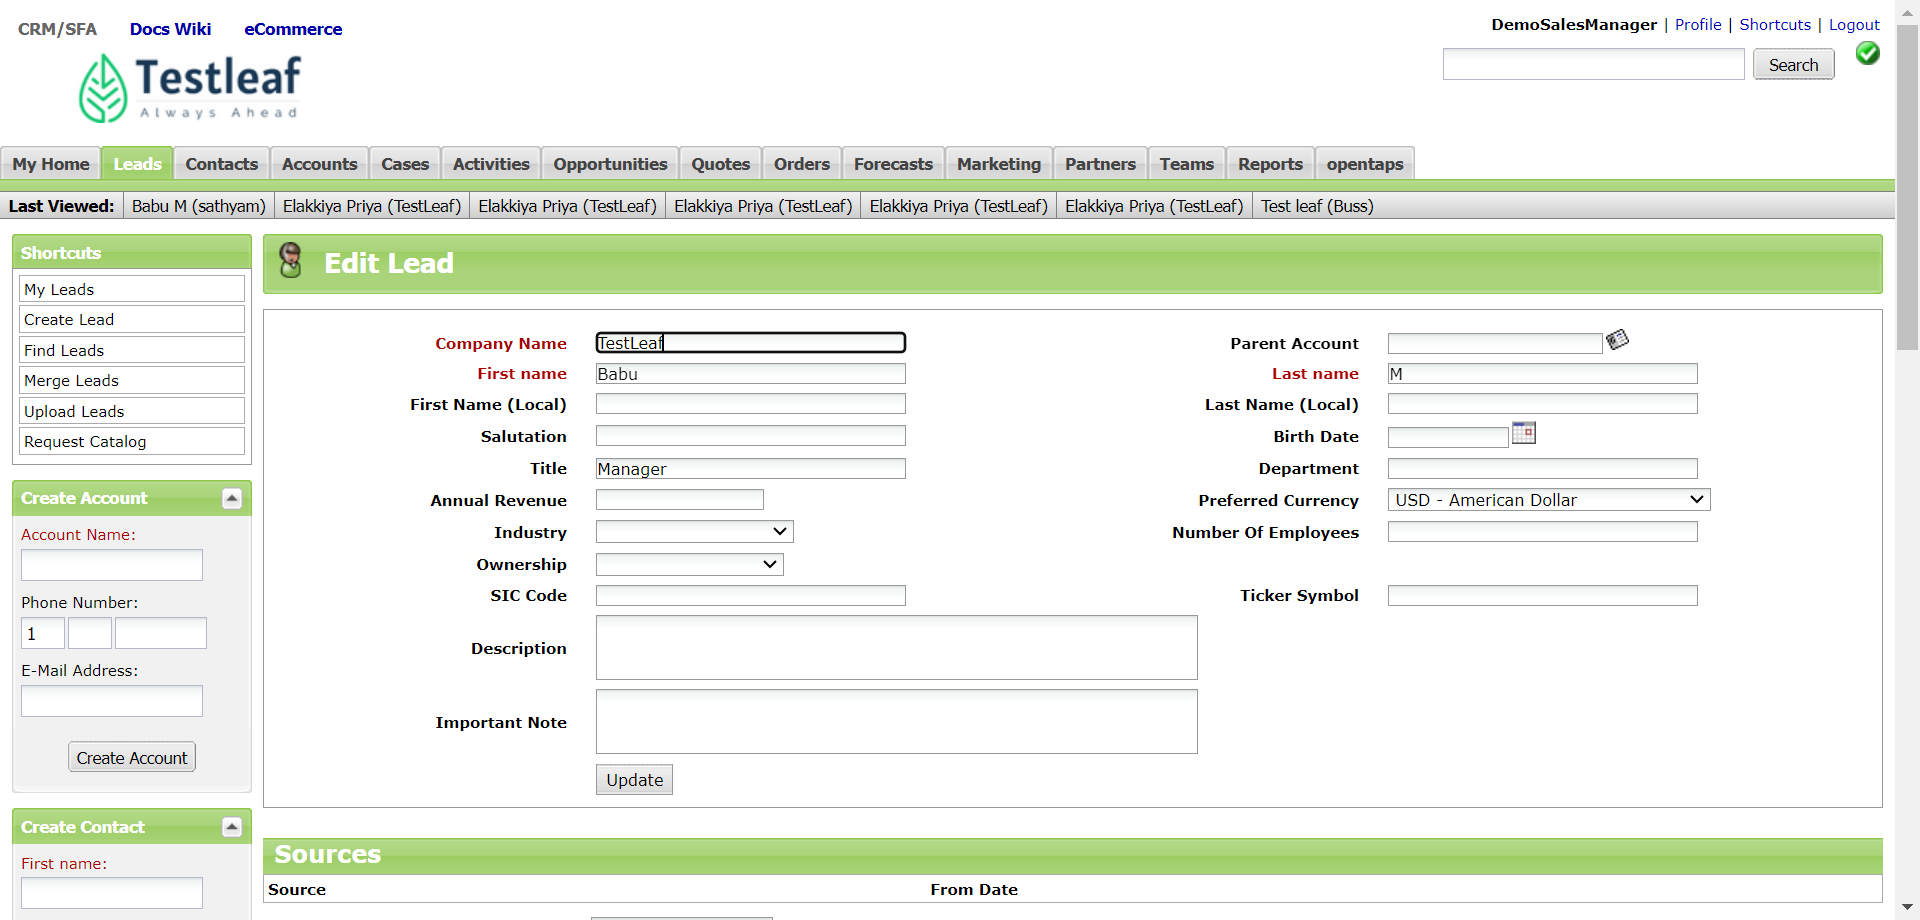 CRM/SFA Docs Wiki eCommerce
DemoSalesManager | Profile | Shortcuts | Logout
Search
Testleaf
Always Ahead
My Home Leads Contacts Accounts Cases Activities Opportunities Quotes Orders Forecasts Marketing Partners Teams Reports opentaps
Last Viewed: Babu M (sathyam) Elakkiya Priya (TestLeaf) Elakkiya Priya (TestLeaf) Elakkiya Priya (TestLeaf) Elakkiya Priya (TestLeaf) Elakkiya Priya (TestLeaf) Test leaf (Buss)
Shortcuts
My Leads
Create Lead
Find Leads
Merge Leads
Upload Leads
Request Catalog
Create Account
Account Name:
Phone Number:
1
E-Mail Address:
Create Account
Create Contact
First name:
Edit Lead
Company Name TestLeaf Parent Account
First name Babu Last name M
First Name (Local) Last Name (Local)
Salutation Birth Date
Title Manager Department
Annual Revenue Preferred Currency USD - American Dollar
Industry Number Of Employees
Ownership
SIC Code Ticker Symbol
Description
Important Note
Update
Sources
Source From Date